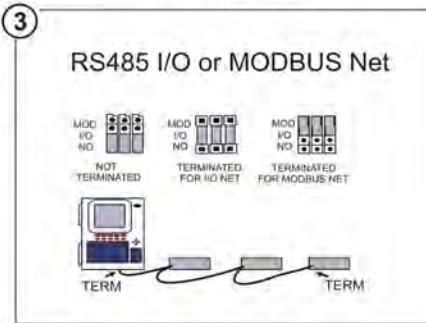 3
RS485 I/O or MODBUS Net
MOD
I/O
NO
NOT
TERMINATED
MOD
I/O
NO
TERMINATED
FOR I/O NET
MOD
I/O
NO
TERMINATED
FOR MODBUS NET
TERM
TERM